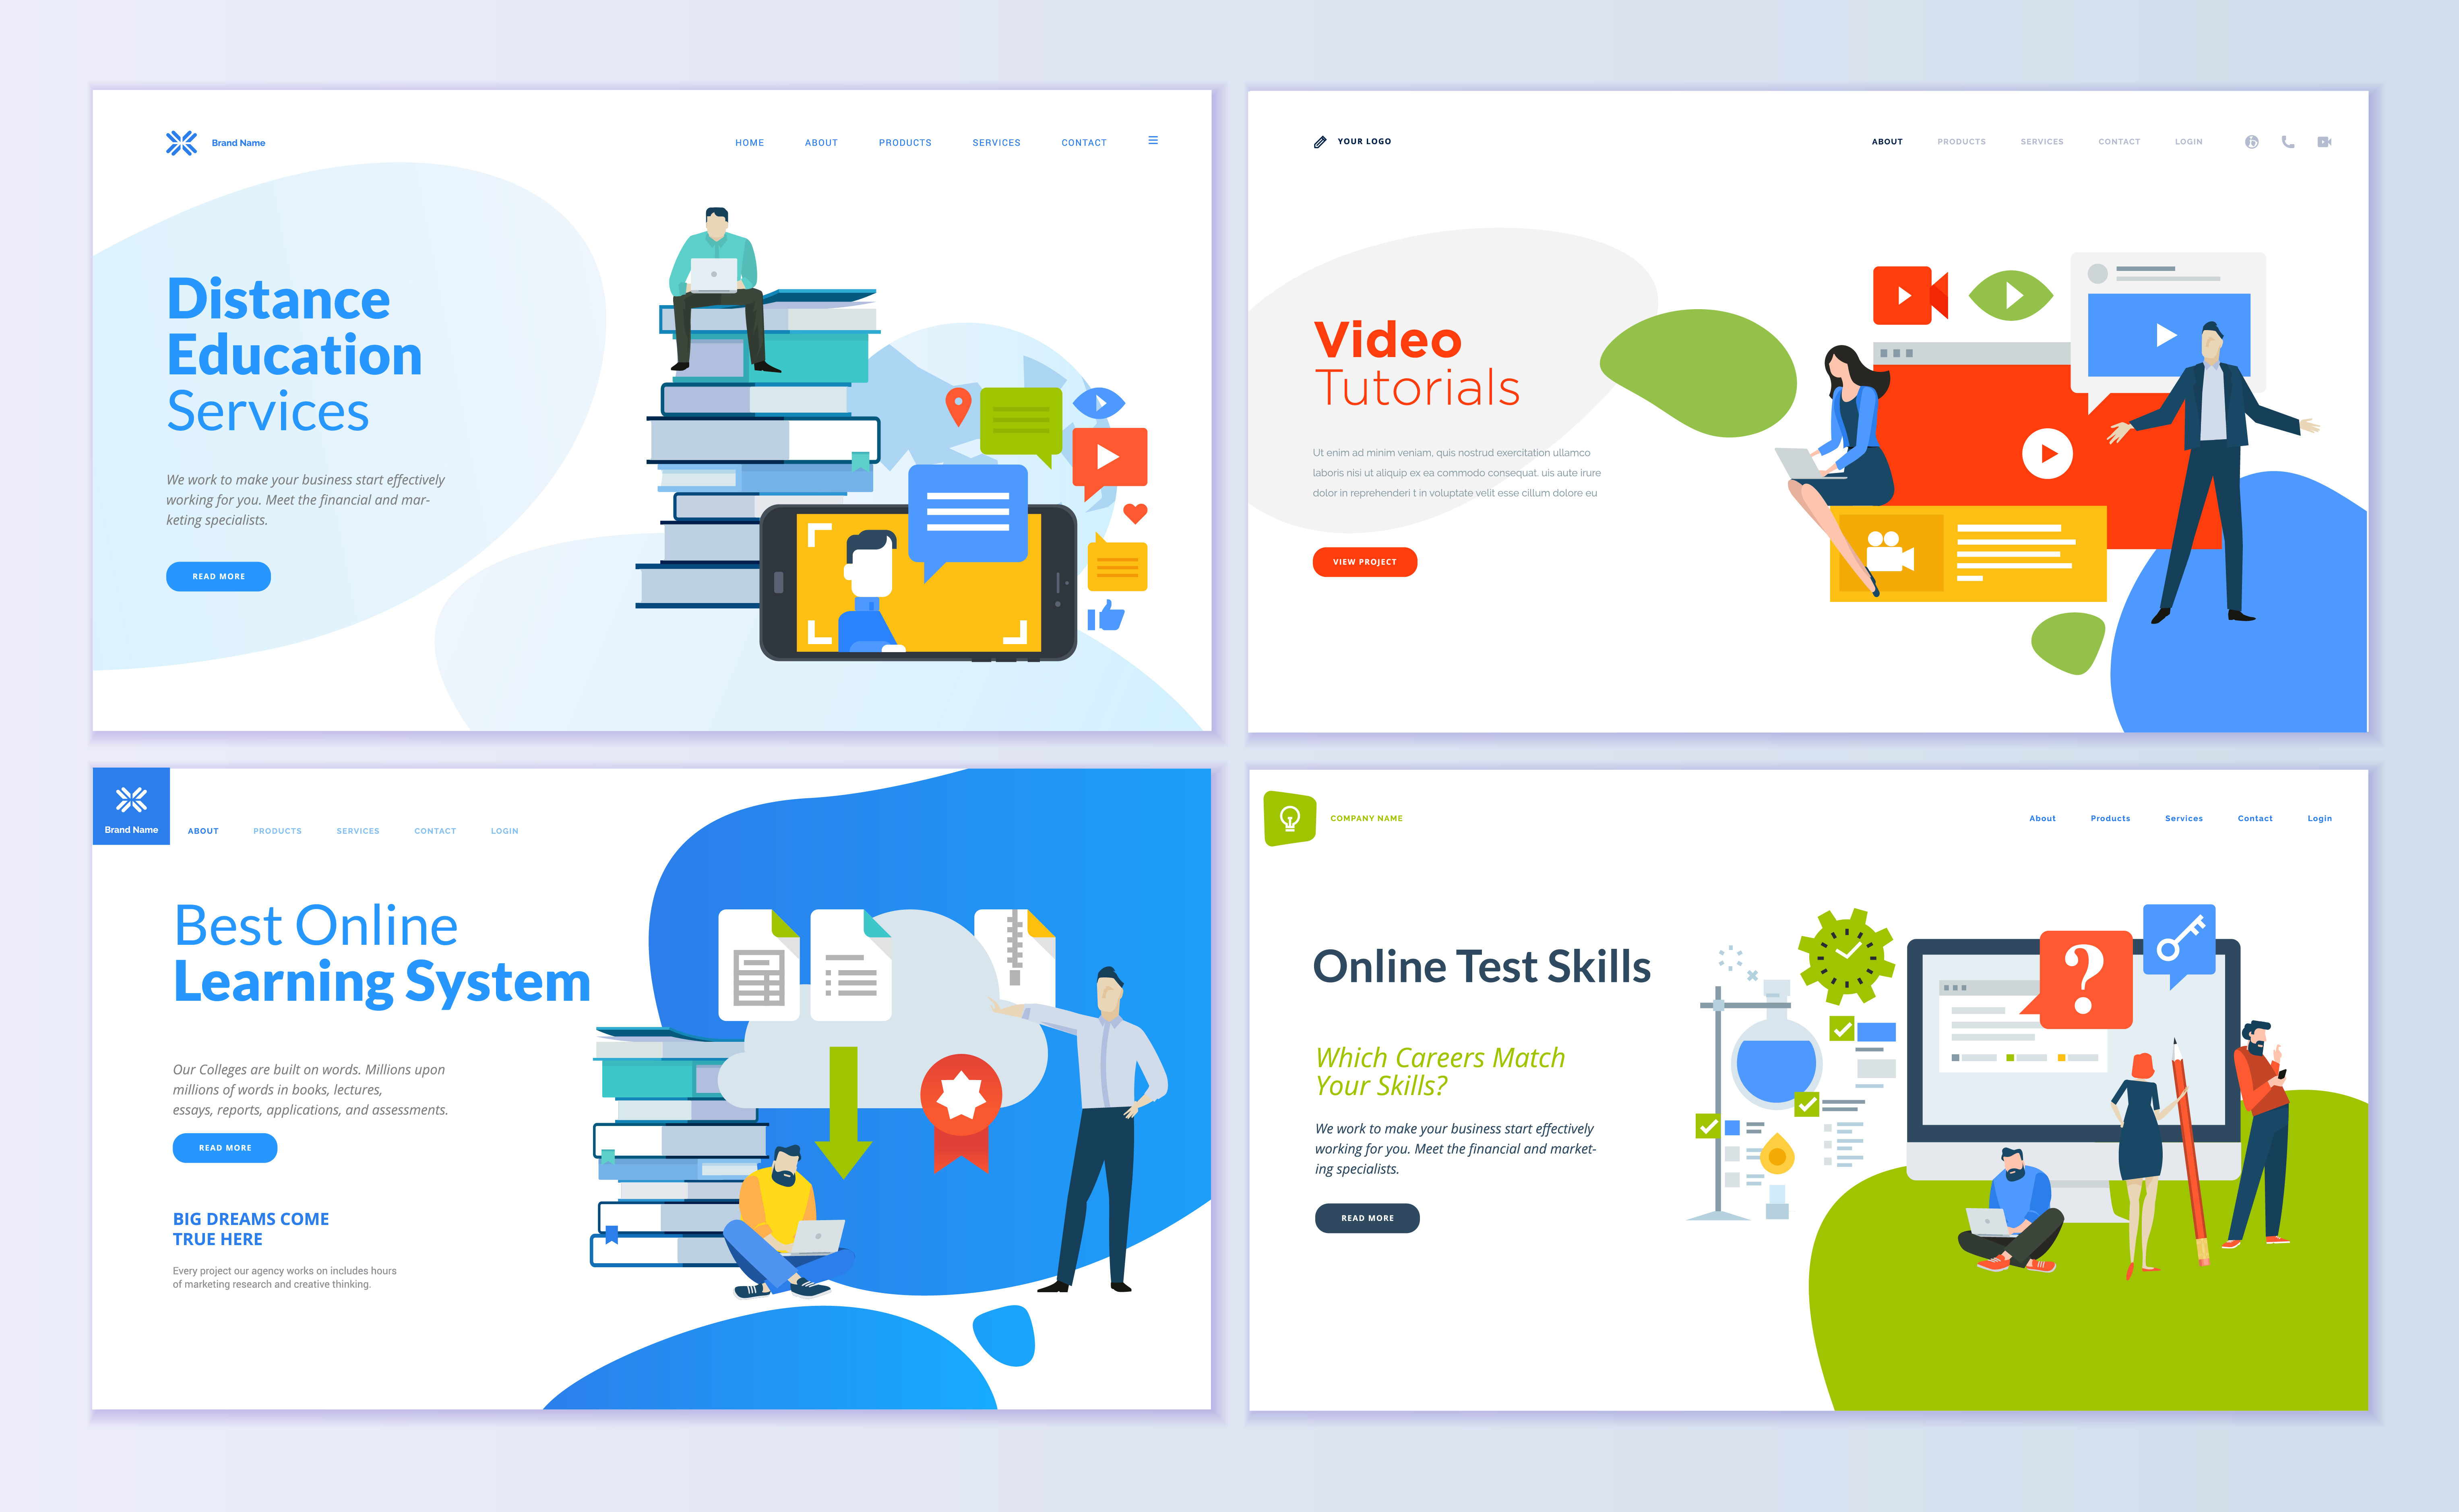 Brand Name
HOME ABOUT PRODUCTS SERVICES CONTACT
Distance
Education
Services
We work to make your business start effectively
working for you. Meet the financial and mar-
keting specialists.
READ MORE
YOUR LOGO
ABOUT PRODUCTS SERVICES CONTACT LOGIN
Video
Tutorials
Ut enim ad minim veniam, quis nostrud exercitation ullamco
laboris nisi ut aliquip ex ea commodo consequat. uis aute irure
dolor in reprehenderi t in voluptate velit esse cillum dolore eu
VIEW PROJECT
Brand Name
ABOUT PRODUCTS SERVICES CONTACT LOGIN
Best Online
Learning System
Our Colleges are built on words. Millions upon
millions of words in books, lectures,
essays, reports, applications, and assessments.
READ MORE
BIG DREAMS COME
TRUE HERE
Every project our agency works on includes hours
of marketing research and creative thinking.
COMPANY NAME
About Products Services Contact Login
Online Test Skills
Which Careers Match
Your Skills?
We work to make your business start effectively
working for you. Meet the financial and market-
ing specialists.
READ MORE
?